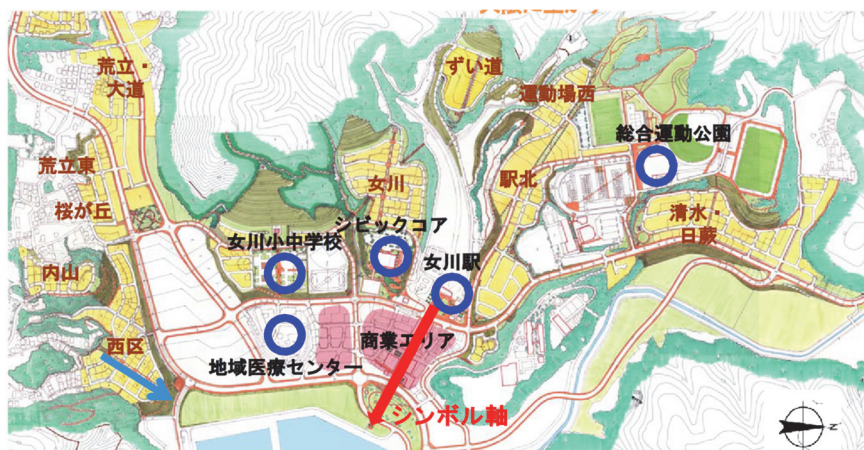 荒立・
大道
ずい道
運動場西
総合運動公園
荒立東
女川
駅北
桜が丘
シビックコア
清水・
日蕨
女川小中学校
女川駅
内山
商業エリア
西区
地域医療センター
シンボル軸
N